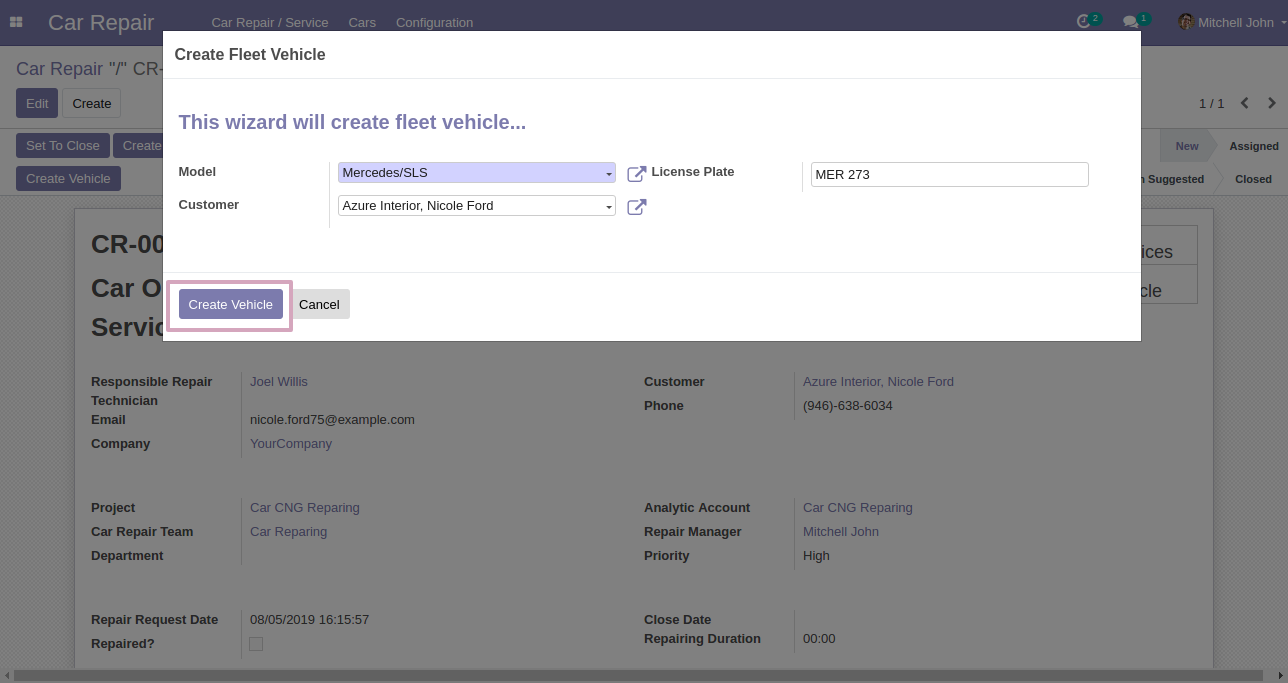 Car Repair
Car Repair / Service Cars Configuration
2 1 Mitchell John
Create Fleet Vehicle
Car Repair "/" CR-
Edit Create
1 / 1
This wizard will create fleet vehicle...
Set To Close Create
New Assigned
Model Mercedes/SLS License Plate MER 273
Create Vehicle
Suggested Closed
Customer Azure Interior, Nicole Ford
CR-00
ices
Car O
cle
Create Vehicle Cancel
Servic
Responsible Repair Technician Joel Willis
Customer Azure Interior, Nicole Ford
Phone (946)-638-6034
Email nicole.ford75@example.com
Company YourCompany
Project Car CNG Reparing
Analytic Account Car CNG Reparing
Car Repair Team Car Reparing
Repair Manager Mitchell John
Department
Priority High
Repair Request Date 08/05/2019 16:15:57
Close Date
Repaired?
Repairing Duration 00:00